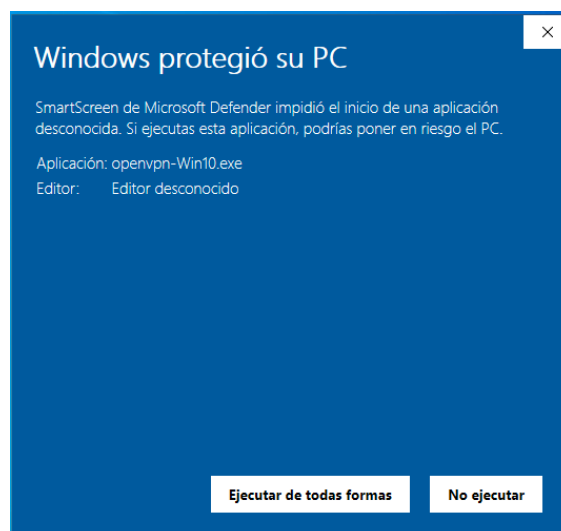 Windows protegió su PC
SmartScreen de Microsoft Defender impidió el inicio de una aplicación
desconocida. Si ejecutas esta aplicación, podrías poner en riesgo el PC.
Aplicación: openvpn-Win10.exe
Editor: Editor desconocido
Ejecutar de todas formas No ejecutar